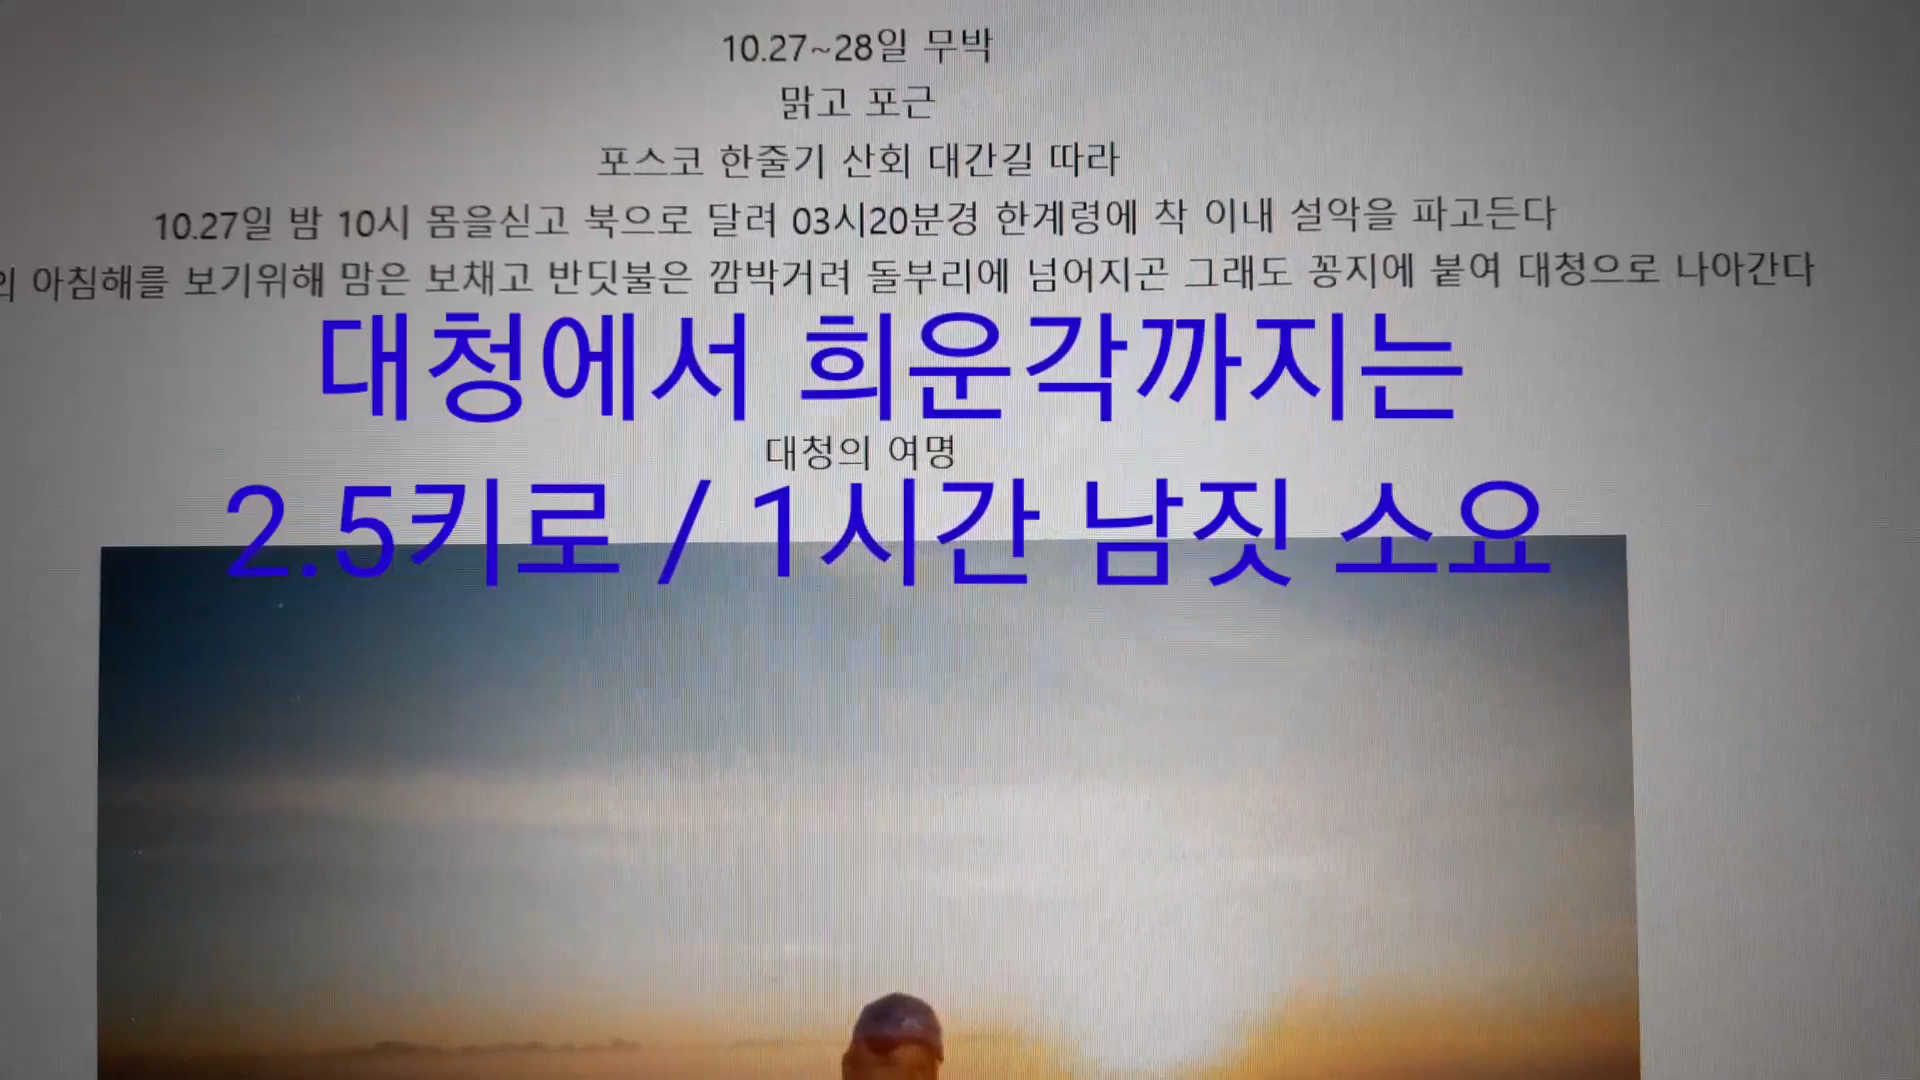 10.27~28일 무박
맑고 포근
포스코 한줄기 산회 대간길 따라
10.27일 밤 10시 몸을싣고 북으로 달려 03시20분경 한계령에 착 이내 설악을 파고든다
의 아침해를 보기위해 맘은 보채고 반딧불은 깜박거려 돌부리에 넘어지곤 그래도 꽁지에 붙여 대청으로 나아간다
대청에서 희운각까지는
대청의 여명
2.5키로 / 1시간 남짓 소요